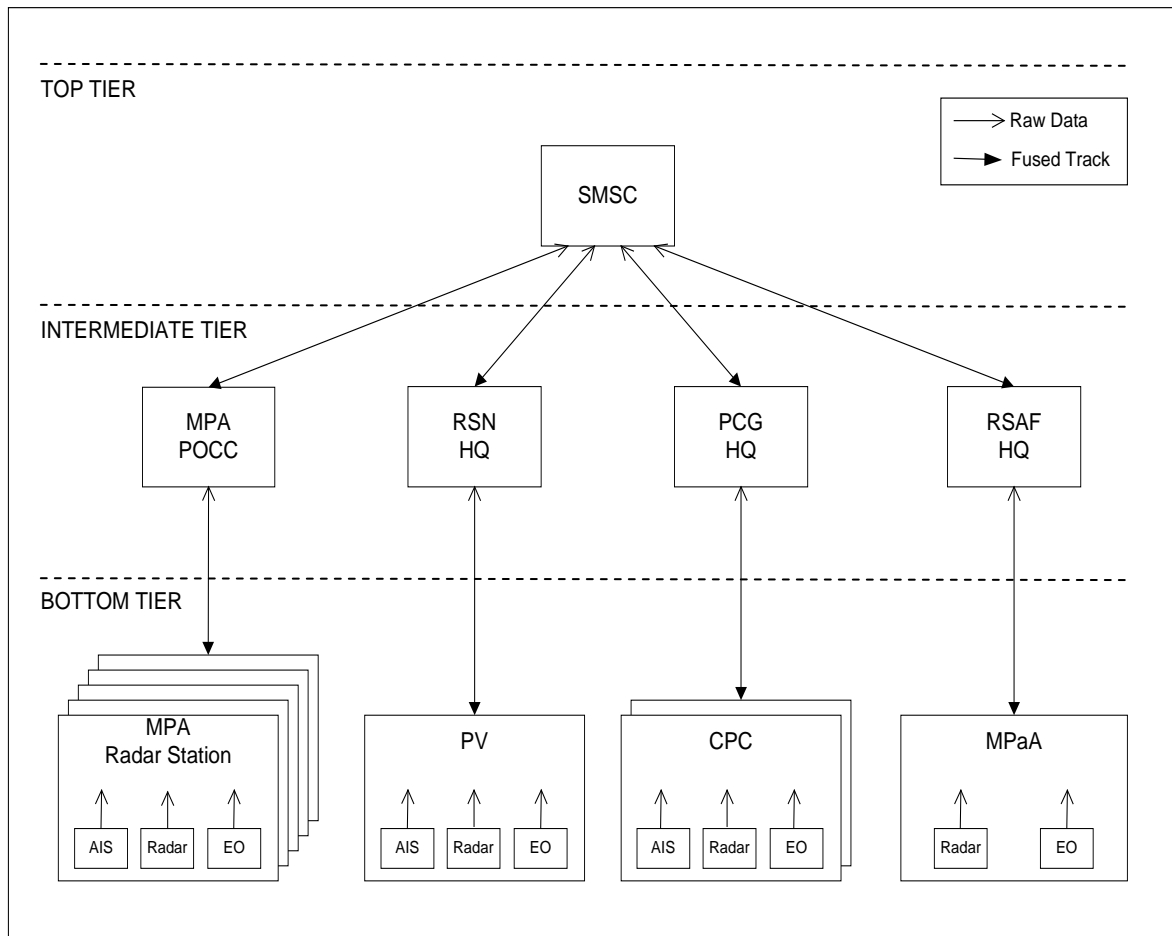 TOP TIER
Raw Data
Fused Track
SMSC
INTERMEDIATE TIER
MPA
POCC
RSN
HQ
PCG
HQ
RSAF
HQ
BOTTOM TIER
MPA
Radar Station
AIS
Radar
EO
PV
AIS
Radar
EO
CPC
AIS
Radar
EO
MPaA
Radar
EO